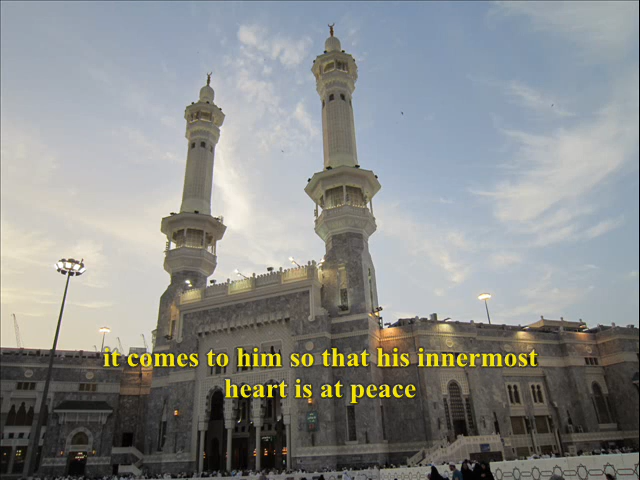 it comes to him so that his innermost
heart is at peace